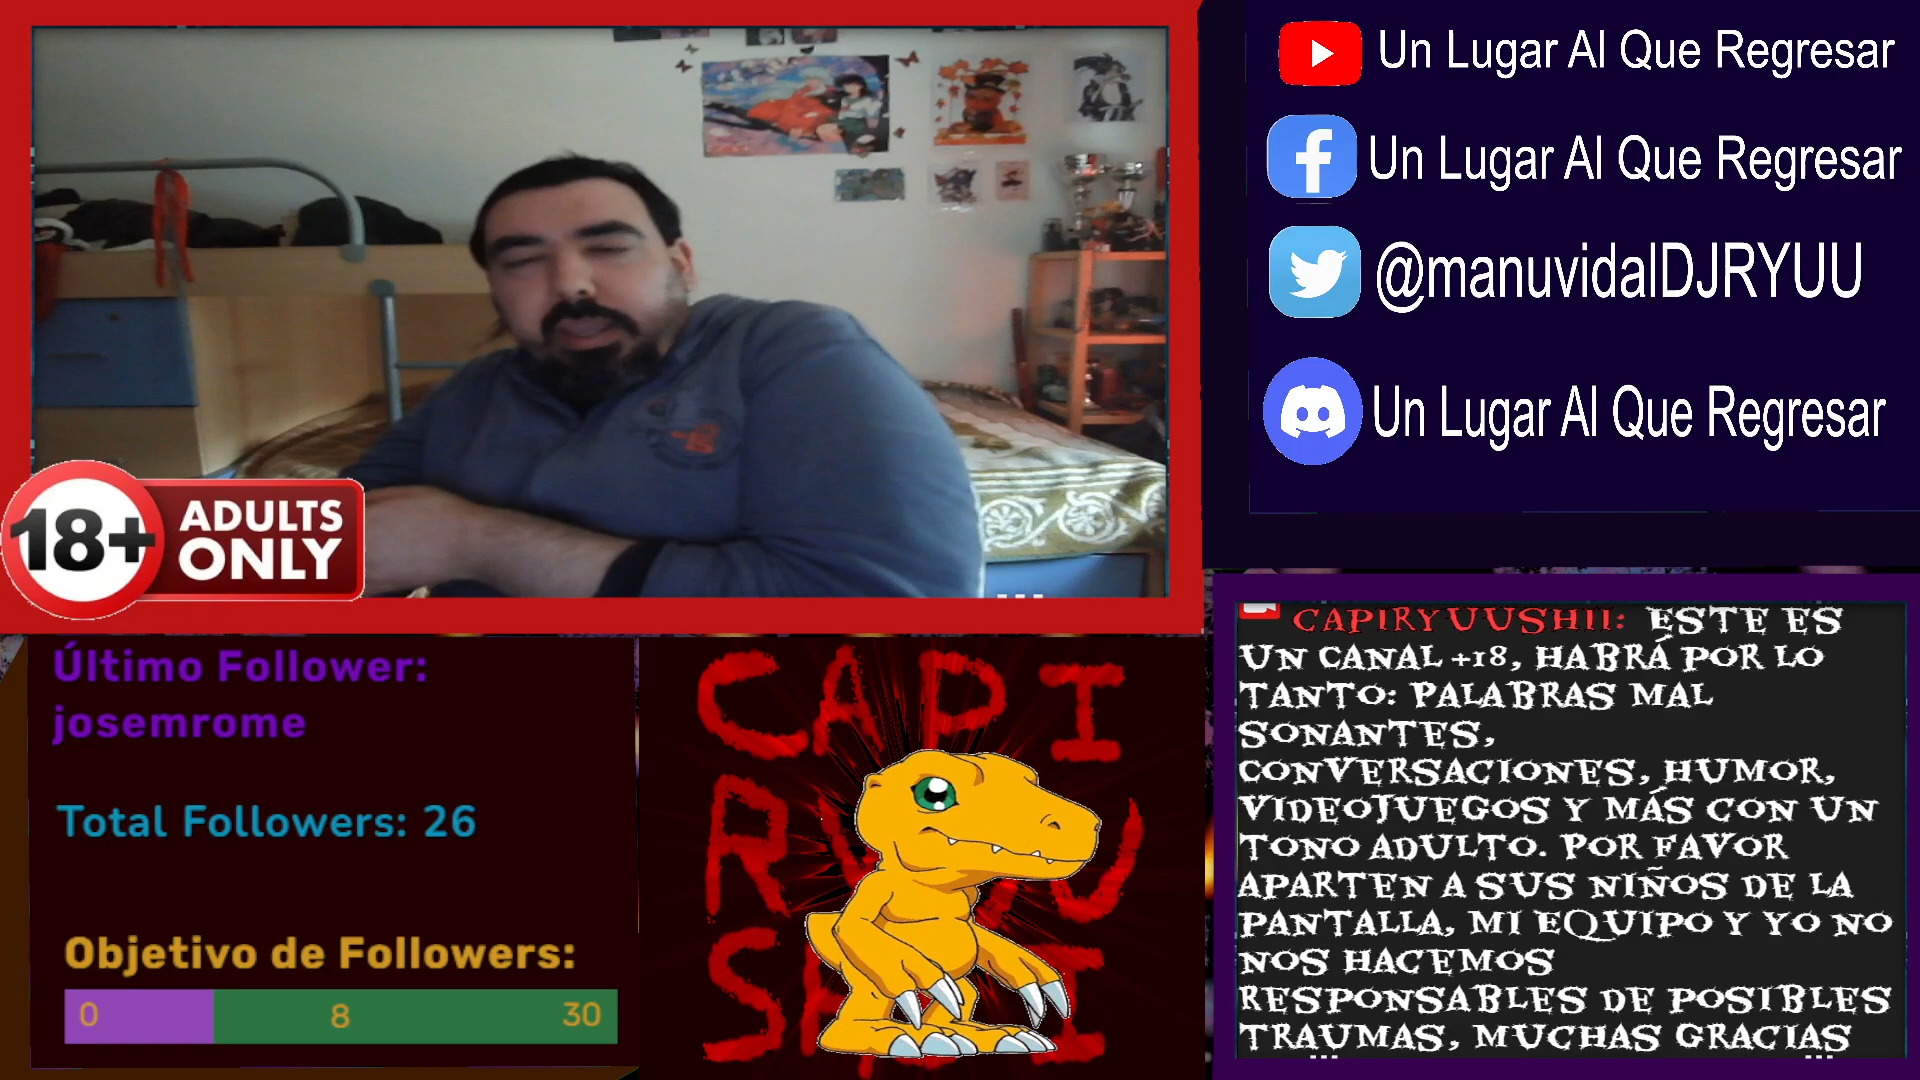 Un Lugar Al Que Regresar
Un Lugar Al Que Regresar
@manuvidalDJRYUU
Un Lugar Al Que Regresar
18+ ADULTS
ONLY
Último Follower:
josemrome
Total Followers: 26
Objetivo de Followers:
0 8 30
CAPI
CAPIRYUUSHII: ESTE ES
UN CANAL +18, HABRÁ POR LO
TANTO: PALABRAS MAL
SONANTES,
CONVERSACIONES, HUMOR,
VIDEOJUEGOS Y MÁS CON UN
TONO ADULTO. POR FAVOR
APARTEN A SUS NIÑOS DE LA
PANTALLA, MI EQUIPO Y YO NO
NOS HACEMOS
RESPONSABLES DE POSIBLES
TRAUMAS, MUCHAS GRACIAS